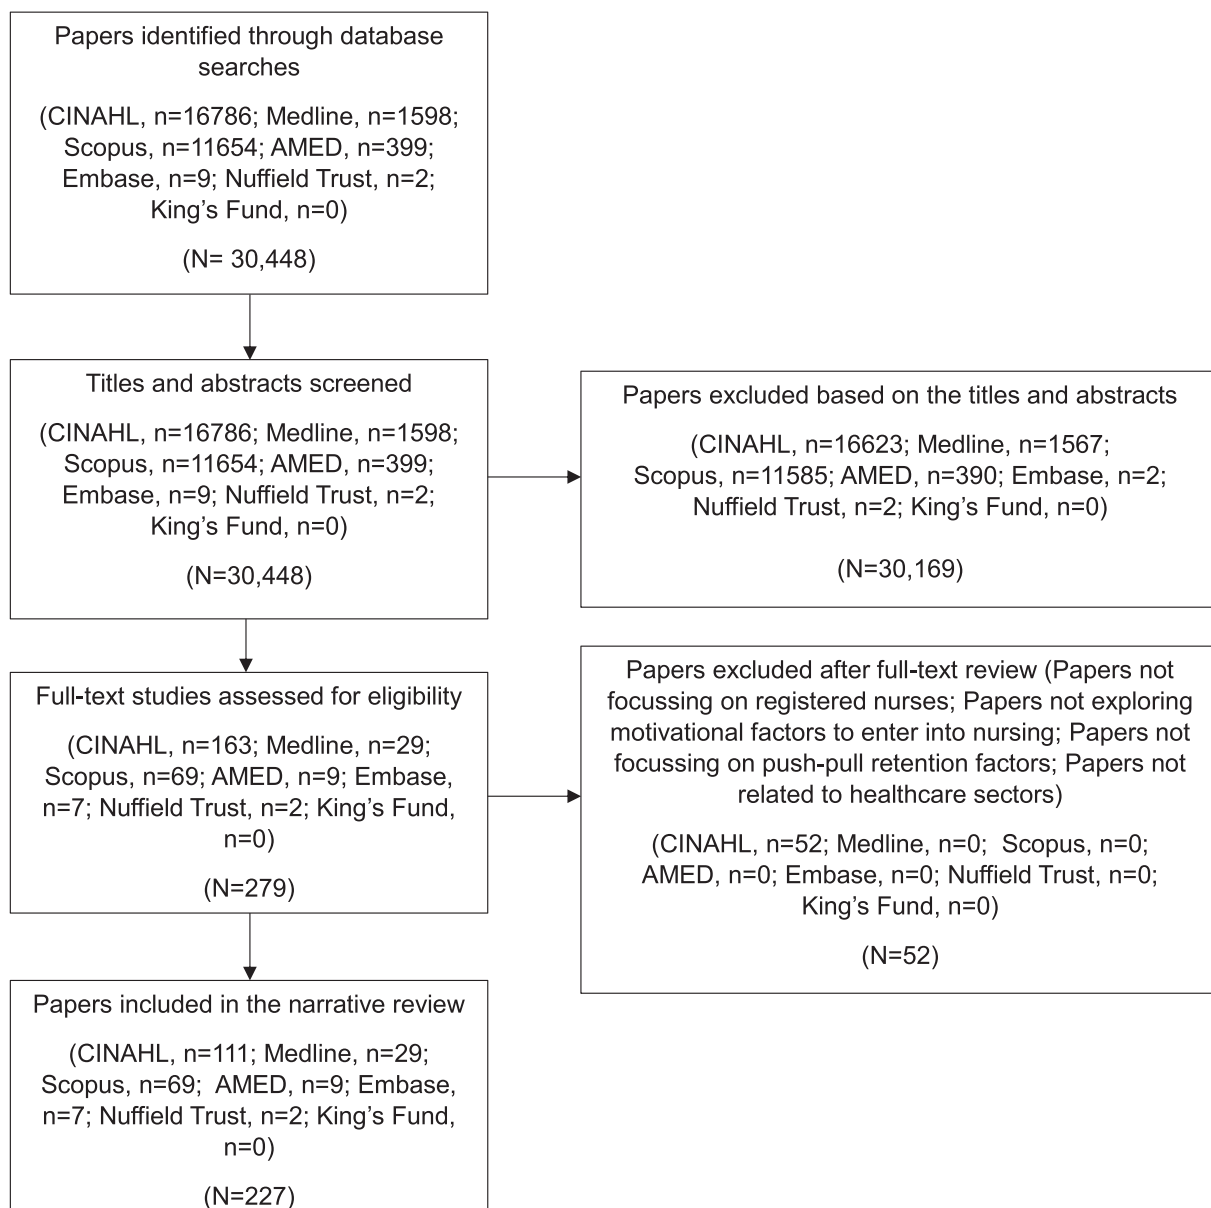 Papers identified through database
searches
(CINAHL, n=16786; Medline, n=1598;
Scopus, n=11654; AMED, n=399;
Embase, n=9; Nuffield Trust, n=2;
King’s Fund, n=0)
(N= 30,448)
Titles and abstracts screened
(CINAHL, n=16786; Medline, n=1598;
Scopus, n=11654; AMED, n=399;
Embase, n=9; Nuffield Trust, n=2;
King’s Fund, n=0)
(N=30,448)
Papers excluded based on the titles and abstracts
(CINAHL, n=16623; Medline, n=1567;
Scopus, n=11585; AMED, n=390; Embase, n=2;
Nuffield Trust, n=2; King’s Fund, n=0)
(N=30,169)
Full-text studies assessed for eligibility
(CINAHL, n=163; Medline, n=29;
Scopus, n=69; AMED, n=9; Embase,
n=7; Nuffield Trust, n=2; King’s Fund,
n=0)
(N=279)
Papers excluded after full-text review (Papers not
focussing on registered nurses; Papers not exploring
motivational factors to enter into nursing; Papers not
focussing on push-pull retention factors; Papers not
related to healthcare sectors)
(CINAHL, n=52; Medline, n=0; Scopus, n=0;
AMED, n=0; Embase, n=0; Nuffield Trust, n=0;
King’s Fund, n=0)
(N=52)
Papers included in the narrative review
(CINAHL, n=111; Medline, n=29;
Scopus, n=69; AMED, n=9; Embase,
n=7; Nuffield Trust, n=2; King’s Fund,
n=0)
(N=227)